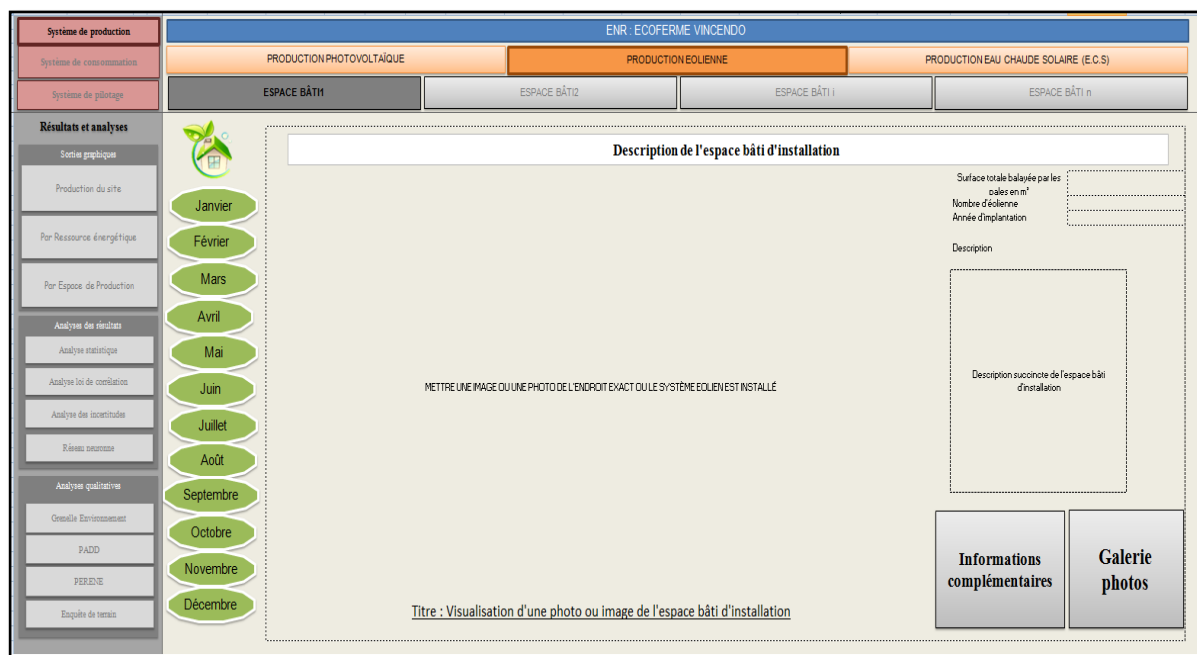 Système de production
Système de consommation
Système de pilotage
ENR : ECOFERME VINCENDO
PRODUCTION PHOTOVOLTAÏQUE
PRODUCTION EOLIENNE
PRODUCTION EAU CHAUDE SOLAIRE (E.C.S)
ESPACE BÂTI1
ESPACE BÂTI2
ESPACE BÂTI i
ESPACE BÂTI n
Résultats et analyses
Sorties graphiques
Production du site
Par Ressource énergétique
Par Espace de Production
Analyses des résultats
Analyse statistique
Analyse loi de corrélation
Analyse des incertitudes
Réseau neuronne
Analyses qualitatives
Grenelle Environnement
PADD
PERENE
Enquête de terrain
Janvier
Février
Mars
Avril
Mai
Juin
Juillet
Août
Septembre
Octobre
Novembre
Décembre
Description de l'espace bâti d'installation
METTRE UNE IMAGE OU UNE PHOTO DE L'ENDROIT EXACT OU LE SYSTÈME EOLIEN EST INSTALLÉ
Titre : Visualisation d'une photo ou image de l'espace bâti d'installation
Surface totale balayée par les
pales en m²
Nombre d'éolienne
Année d'implantation
Description
Description succincte de l'espace bâti
d'installation
Informations
complémentaires
Galerie
photos